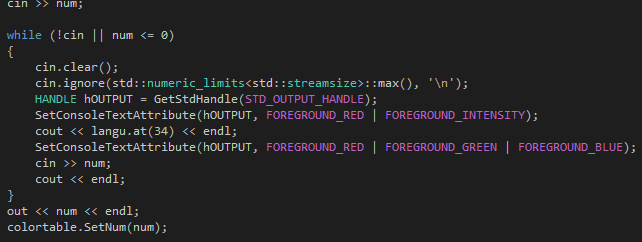 cin >> num;
while (!cin || num <= 0)
{
cin.clear();
cin.ignore(std::numeric_limits<std::streamsize>::max(), '\n');
HANDLE hOUTPUT = GetStdHandle(STD_OUTPUT_HANDLE);
SetConsoleTextAttribute(hOUTPUT, FOREGROUND_RED | FOREGROUND_INTENSITY);
cout << langu.at(34) << endl;
SetConsoleTextAttribute(hOUTPUT, FOREGROUND_RED | FOREGROUND_GREEN | FOREGROUND_BLUE);
cin >> num;
cout << endl;
}
out << num << endl;
colortable.SetNum(num);